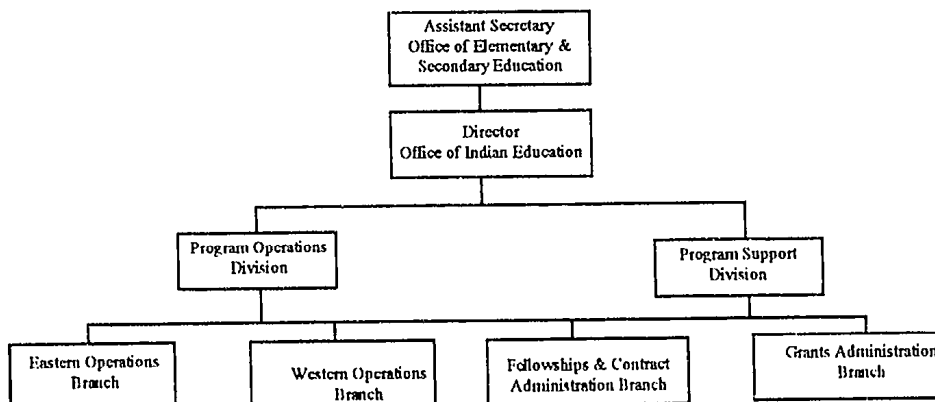 Assistant Secretary
Office of Elementary &
Secondary Education
Director
Office of Indian Education
Program Operations
Division
Program Support
Division
Eastern Operations
Branch
Western Operations
Branch
Fellowships & Contract
Administration Branch
Grants Administration
Branch